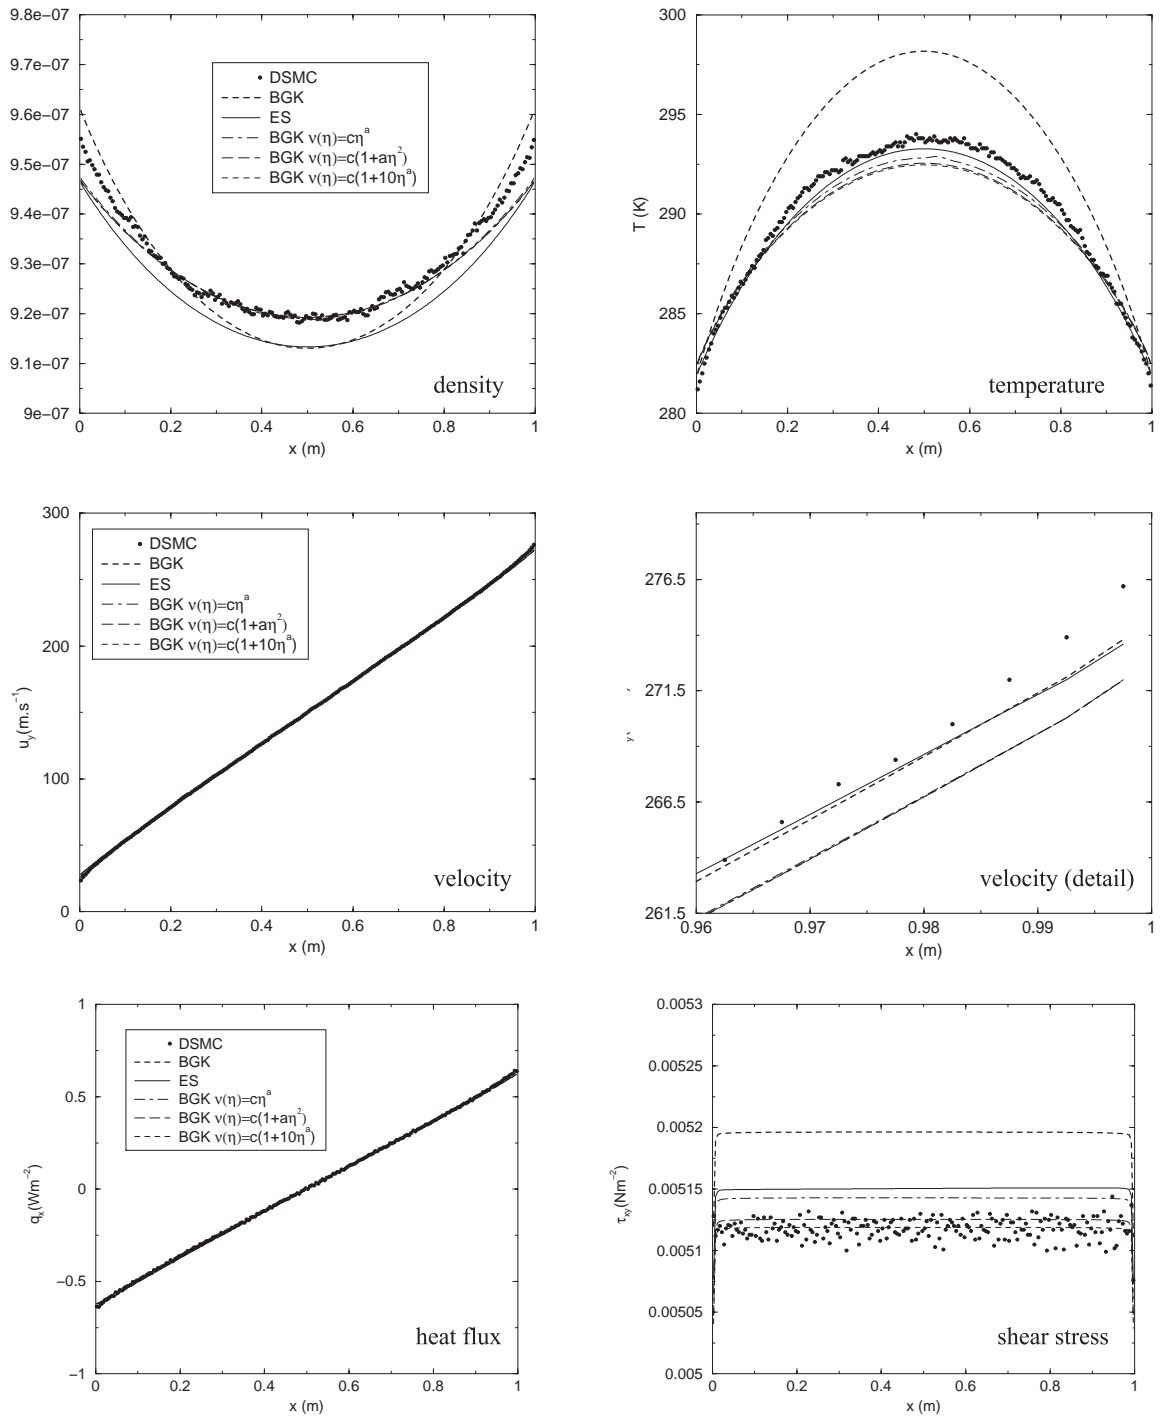 9.8e−07
9.7e−07
9.6e−07
9.5e−07
9.4e−07
9.3e−07
9.2e−07
9.1e−07
9e−07
DSMC
BGK
ES
BGK ν(η)=cη^a
BGK ν(η)=c(1+aη^2)
BGK ν(η)=c(1+10η^a)
density
0 0.2 0.4 0.6 0.8 1
x (m)
300
295
290
285
280
T (K)
temperature
0 0.2 0.4 0.6 0.8 1
x (m)
300
200
100
0
u_y(m.s^−1)
DSMC
BGK
ES
BGK ν(η)=cη^a
BGK ν(η)=c(1+aη^2)
BGK ν(η)=c(1+10η^a)
velocity
0 0.2 0.4 0.6 0.8 1
x (m)
276.5
271.5
266.5
261.5
velocity (detail)
0.96 0.97 0.98 0.99 1
x (m)
1
0.5
0
−0.5
−1
q_x(Wm^−2)
DSMC
BGK
ES
BGK ν(η)=cη^a
BGK ν(η)=c(1+aη^2)
BGK ν(η)=c(1+10η^a)
heat flux
0 0.2 0.4 0.6 0.8 1
x (m)
0.0053
0.00525
0.0052
0.00515
0.0051
0.00505
0.005
τ_xy(Nm^−2)
shear stress
0 0.2 0.4 0.6 0.8 1
x (m)